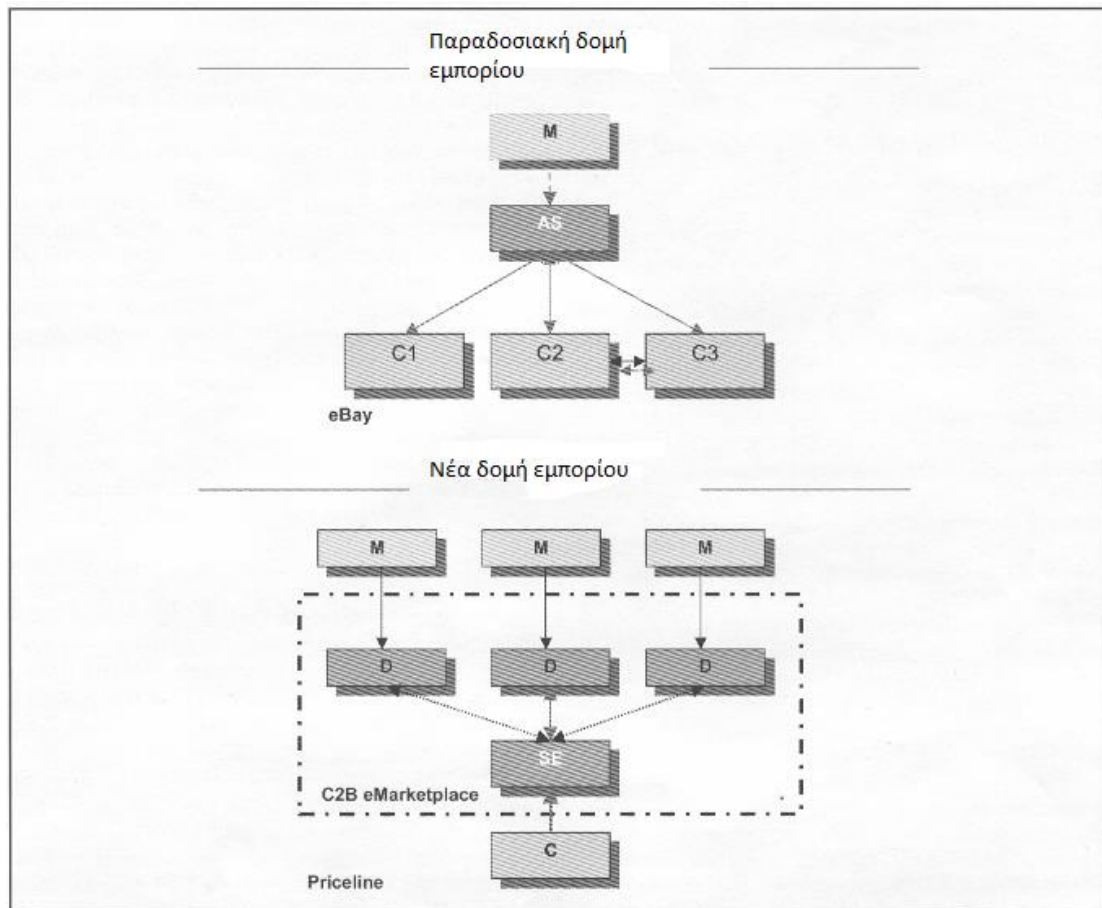 Παραδοσιακή δομή
εμπορίου
M
AS
C1 C2 C3
eBay
Νέα δομή εμπορίου
M M M
D D D
SE
C2B eMarketplace
C
Priceline